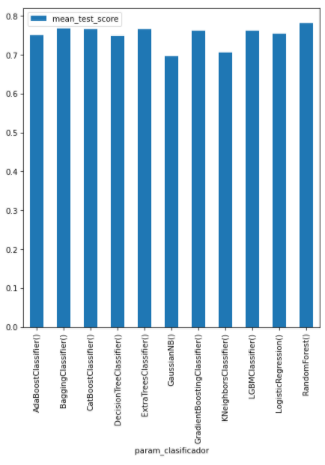 mean_test_score
0.8
0.7
0.6
0.5
0.4
0.3
0.2
0.1
0.0
AdaBoostClassifier()
BaggingClassifier()
CatBoostClassifier()
DecisionTreeClassifier()
ExtraTreesClassifier()
GaussianNB()
GradientBoostingClassifier()
KNeighborsClassifier()
LGBMClassifier()
LogisticRegression()
RandomForest()
param_clasificador